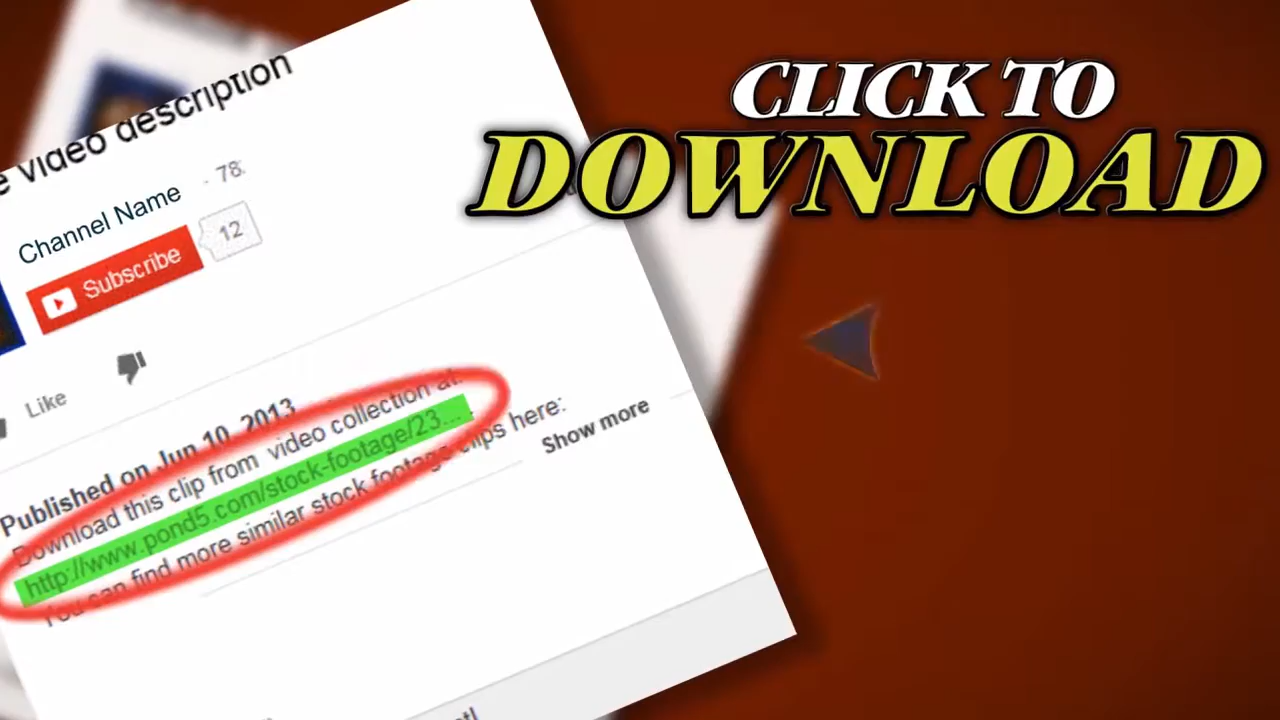 video description
CLICK TO
DOWNLOAD
Channel Name
78
Subscribe
12
Like
Published on Jun 10, 2013
Download this clip from video collection at:
http://www.pond5.com/stock-footage/23...
You can find more similar stock footage clips here:
Show more